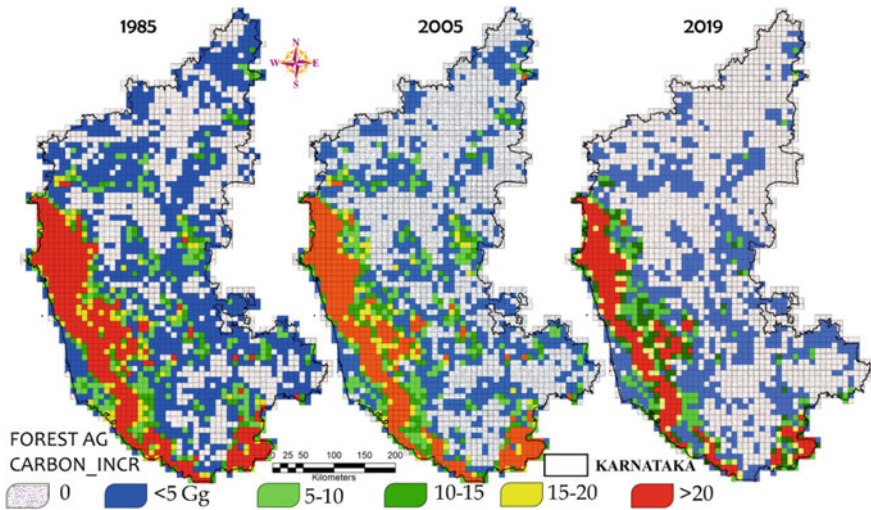 1985
2005
2019
N
W E
S
FOREST AG
CARBON_INCR
0 25 50 100 150 200
Kilometers
KARNATAKA
0 <5 Gg 5-10 10-15 15-20 >20